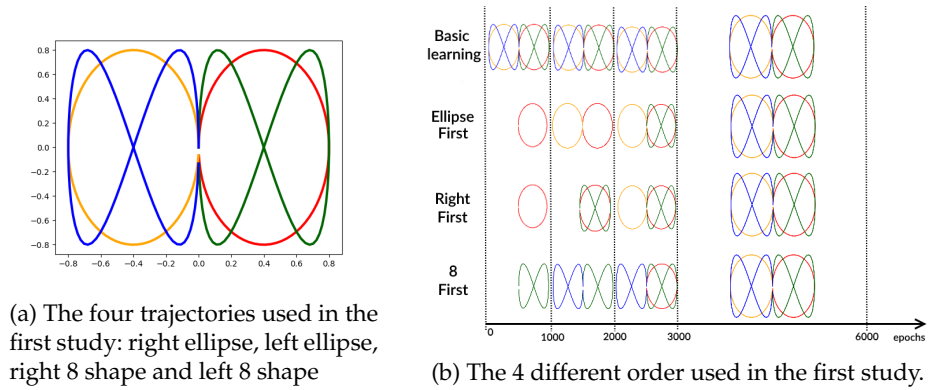 0.8
0.6
0.4
0.2
0.0
−0.2
−0.4
−0.6
−0.8
−0.8 −0.6 −0.4 −0.2 0.0 0.2 0.4 0.6 0.8
(a) The four trajectories used in the
first study: right ellipse, left ellipse,
right 8 shape and left 8 shape
Basic
learning
Ellipse
First
Right
First
8
First
0 1000 2000 3000 6000 epochs
(b) The 4 different order used in the first study.